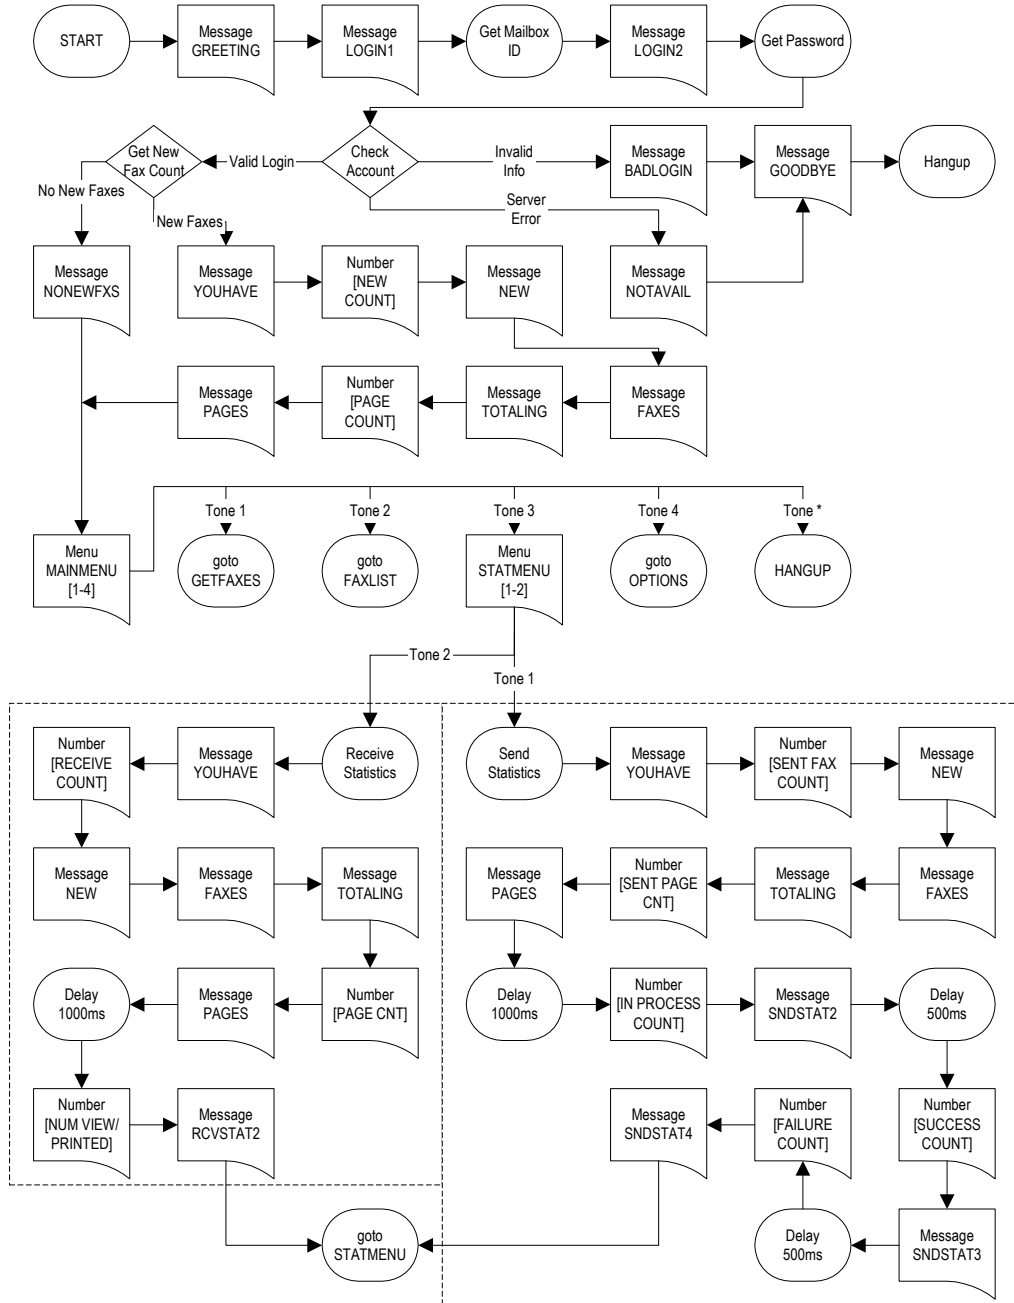 START
Message
GREETING
Message
LOGIN1
Get Mailbox
ID
Message
LOGIN2
Get Password
Get New
Fax Count
Valid Login
Check
Account
Invalid
Info
Message
BADLOGIN
Message
GOODBYE
Hangup
No New Faxes
New Faxes
Server
Error
Message
NONEWFXS
Message
YOUHAVE
Number
[NEW
COUNT]
Message
NEW
Message
NOTAVAIL
Message
PAGES
Number
[PAGE
COUNT]
Message
TOTALING
Message
FAXES
Tone 1
Tone 2
Tone 3
Tone 4
Tone *
Menu
MAINMENU
[1-4]
goto
GETFAXES
goto
FAXLIST
Menu
STATMENU
[1-2]
goto
OPTIONS
HANGUP
Tone 2
Tone 1
Number
[RECEIVE
COUNT]
Message
YOUHAVE
Receive
Statistics
Send
Statistics
Message
YOUHAVE
Number
[SENT FAX
COUNT]
Message
NEW
Message
NEW
Message
FAXES
Message
TOTALING
Message
PAGES
Number
[SENT PAGE
CNT]
Message
TOTALING
Message
FAXES
Delay
1000ms
Message
PAGES
Number
[PAGE CNT]
Delay
1000ms
Number
[IN PROCESS
COUNT]
Message
SNDSTAT2
Delay
500ms
Number
[NUM VIEW/
PRINTED]
Message
RCVSTAT2
Message
SNDSTAT4
Number
[FAILURE
COUNT]
Number
[SUCCESS
COUNT]
goto
STATMENU
Delay
500ms
Message
SNDSTAT3